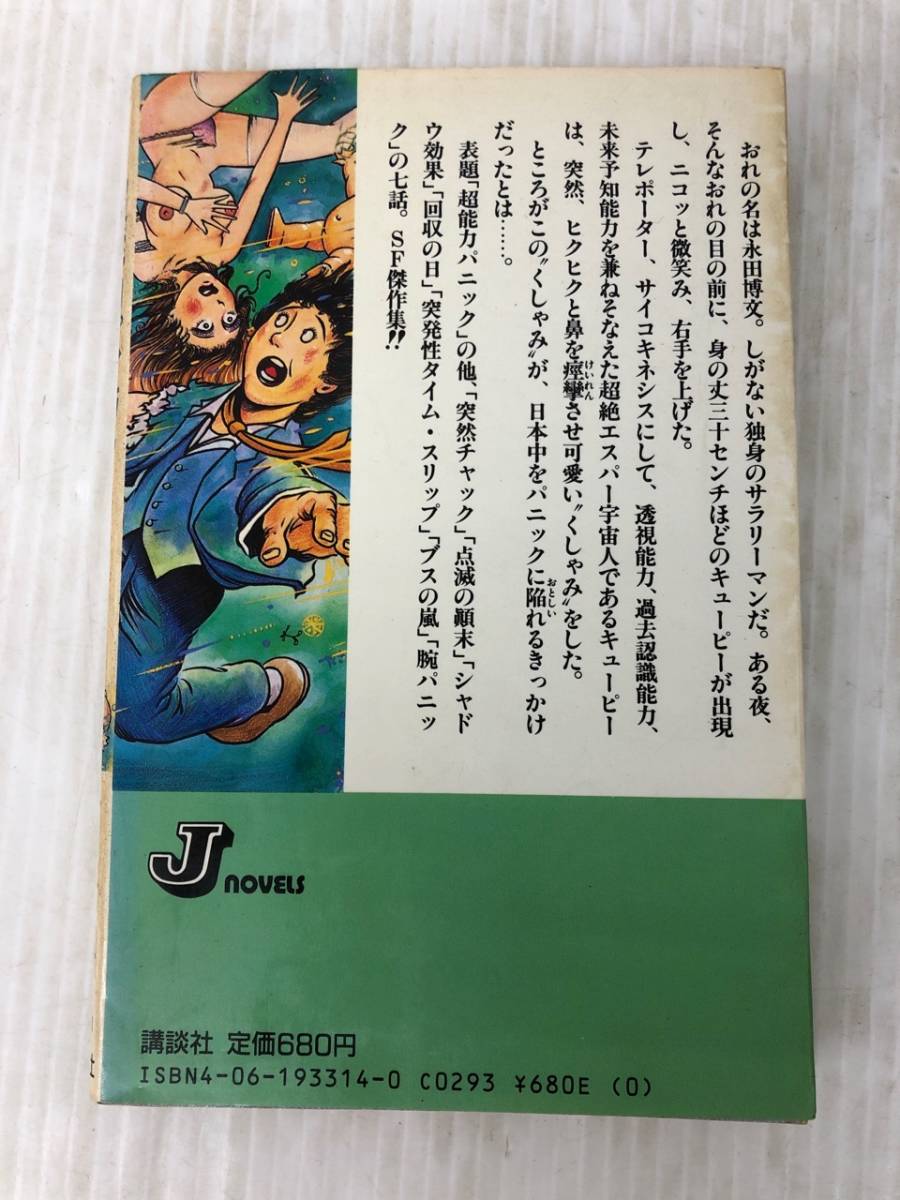 おれの名は永田博文。しがない独身のサラリーマンだ。ある夜、
そんなおれの目の前に、身の丈三十センチほどのキューピーが出現
し、ニコッと微笑み、右手を上げた。
テレポーター、サイコキネシスにして、透視能力、過去認識能力、
未来予知能力を兼ねそなえた超絶エスパー宇宙人であるキューピー
は、突然、ヒクヒクと鼻を痙攣させ可愛い〝くしゃみ〟をした。
けいれん
ところがこの〝くしゃみ〟が、日本中をパニックに陥れるきっかけ
おとしい
だったとは……。
表題「超能力パニック」の他、「突然チャック」「点滅の顚末」「シャド
ウ効果」「回収の日」「突発性タイム・スリップ」「ブスの嵐」「腕パニッ
ク」の七話。SF傑作集!!
J NOVELS
講談社 定価680円
ISBN4-06-193314-0 C0293 ¥680E (0)